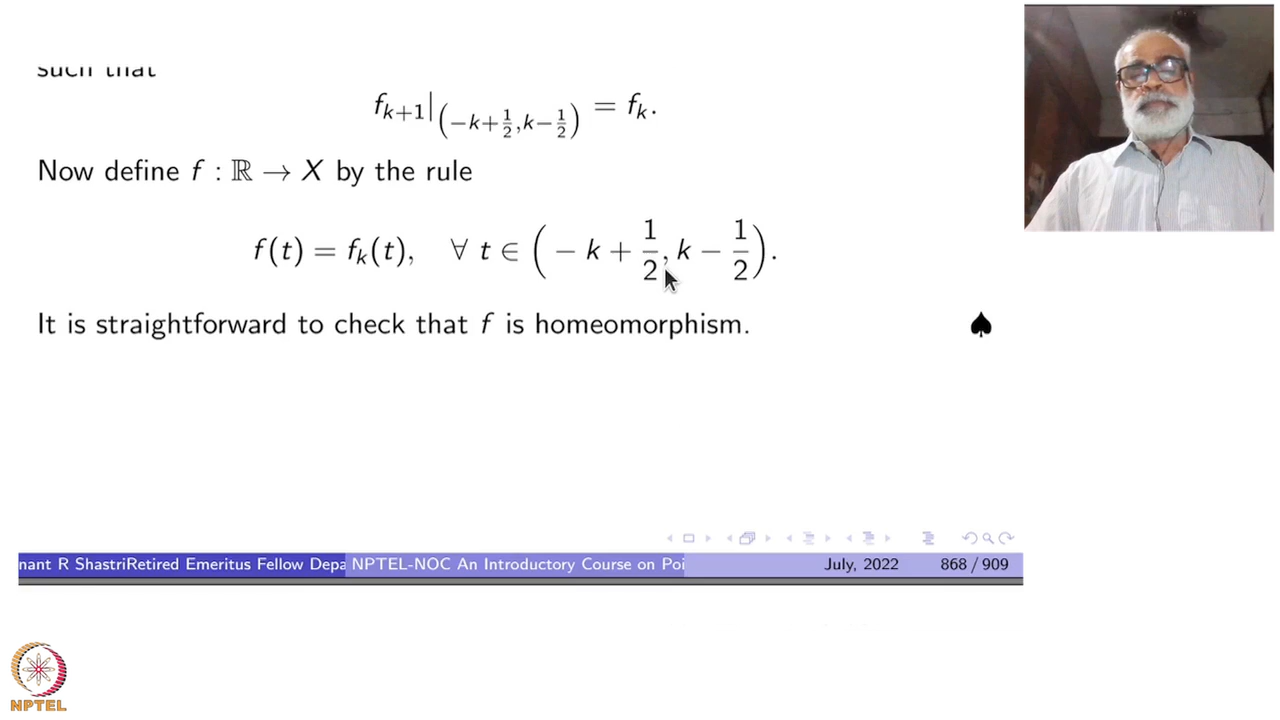 such that
f_{k+1}|_{(-k+\frac{1}{2},k-\frac{1}{2})} = f_k.
Now define f : ℝ → X by the rule
f(t) = f_k(t), ∀ t ∈ (-k + \frac{1}{2}, k - \frac{1}{2}).
It is straightforward to check that f is homeomorphism. ♠
nant R ShastriRetired Emeritus Fellow Depa NPTEL-NOC An Introductory Course on Poi July, 2022 868 / 909
NPTEL